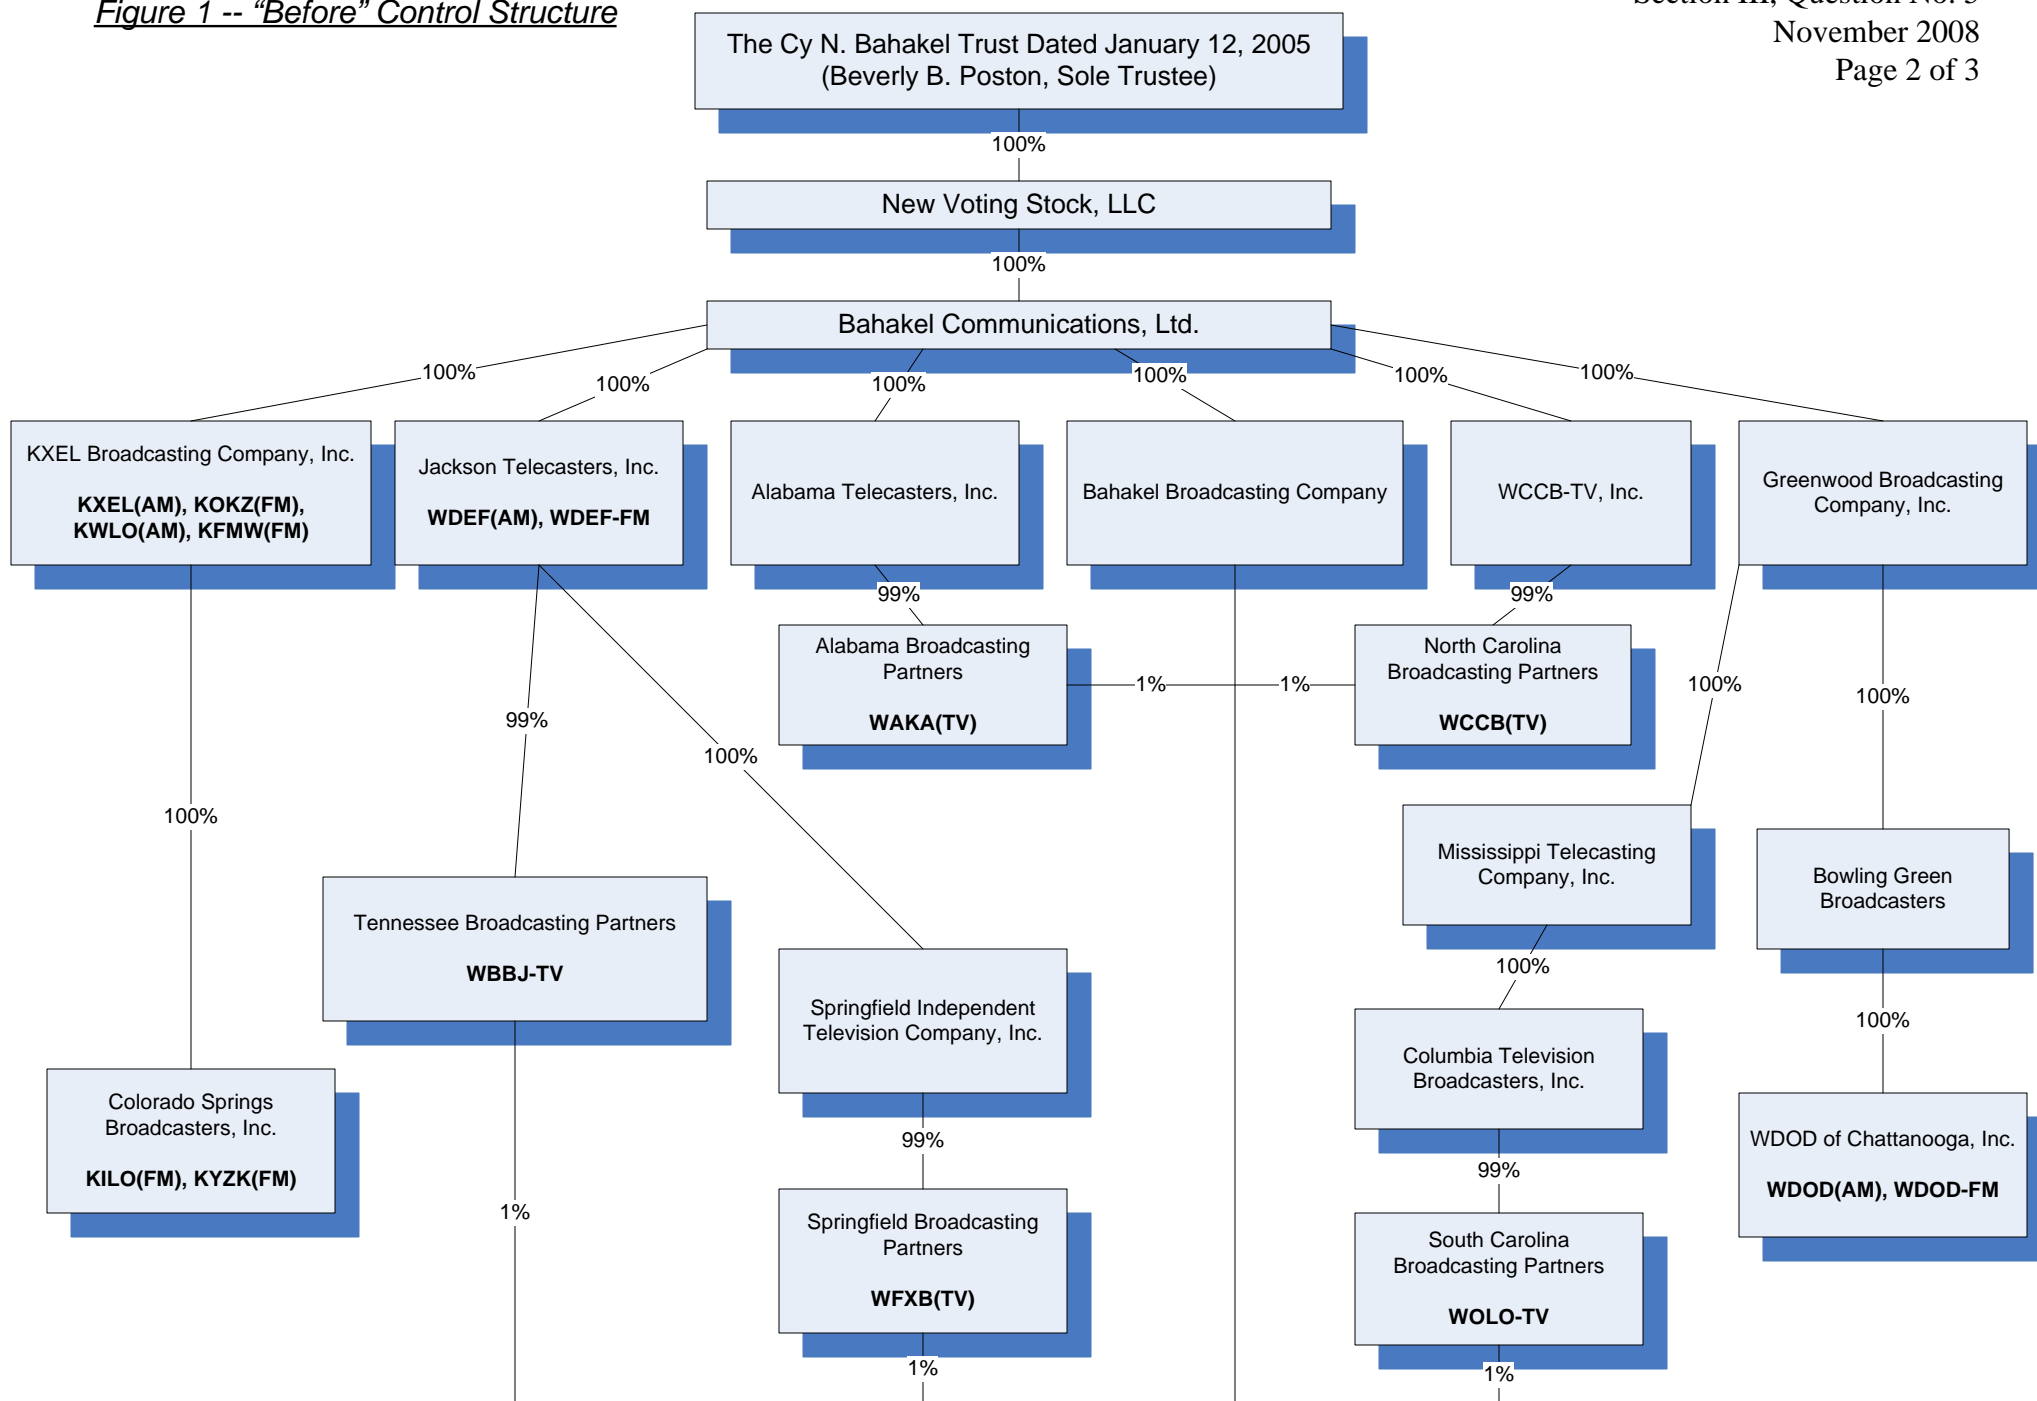 Figure 1 -- “Before” Control Structure
Section III, Question No. 3
November 2008
Page 2 of 3
The Cy N. Bahakel Trust Dated January 12, 2005
(Beverly B. Poston, Sole Trustee)
100%
New Voting Stock, LLC
100%
Bahakel Communications, Ltd.
100%
100%
100%
100%
100%
100%
KXEL Broadcasting Company, Inc.
KXEL(AM), KOKZ(FM),
KWLO(AM), KFMW(FM)
Jackson Telecasters, Inc.
WDEF(AM), WDEF-FM
Alabama Telecasters, Inc.
Bahakel Broadcasting Company
WCCB-TV, Inc.
Greenwood Broadcasting
Company, Inc.
99%
99%
Alabama Broadcasting
Partners
WAKA(TV)
1%
1%
North Carolina
Broadcasting Partners
WCCB(TV)
100%
100%
99%
100%
100%
Mississippi Telecasting
Company, Inc.
Bowling Green
Broadcasters
Tennessee Broadcasting Partners
WBBJ-TV
100%
Springfield Independent
Television Company, Inc.
100%
Columbia Television
Broadcasters, Inc.
Colorado Springs
Broadcasters, Inc.
KILO(FM), KYZK(FM)
99%
99%
WDOD of Chattanooga, Inc.
WDOD(AM), WDOD-FM
1%
Springfield Broadcasting
Partners
WFXB(TV)
South Carolina
Broadcasting Partners
WOLO-TV
1%
1%